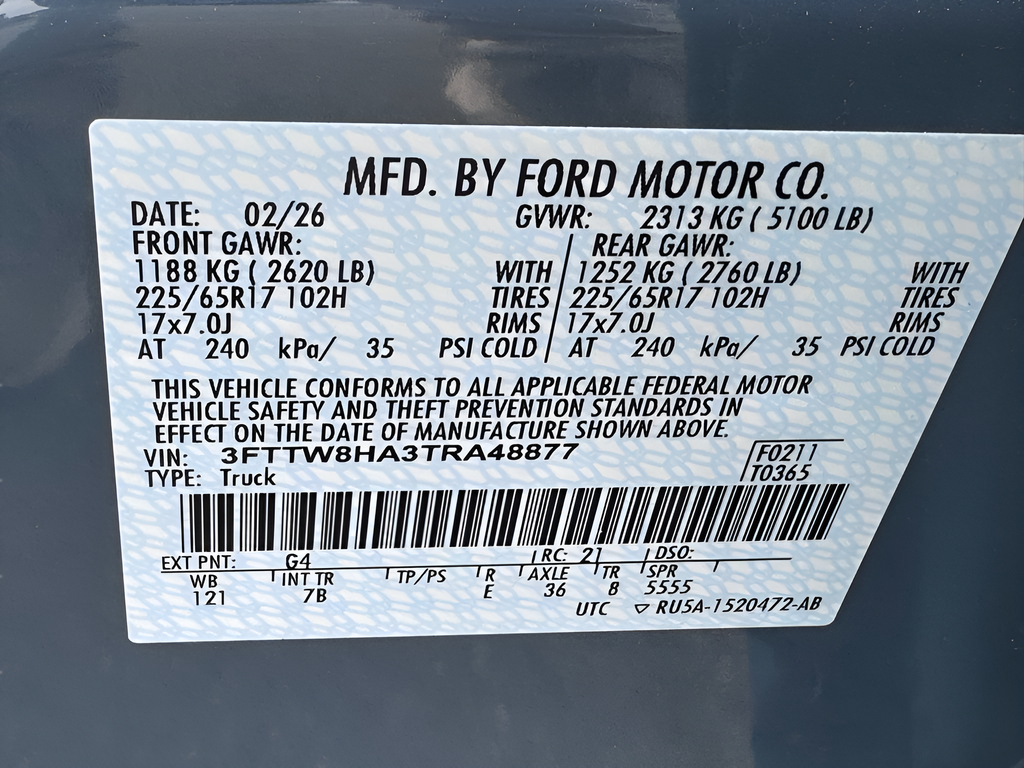 MFD. BY FORD MOTOR CO.
DATE: 02/26 GVWR: 2313 KG ( 5100 LB)
FRONT GAWR: REAR GAWR:
1188 KG ( 2620 LB) WITH 1252 KG ( 2760 LB) WITH
225/65R17 102H TIRES 225/65R17 102H TIRES
17x7.0J RIMS 17x7.0J RIMS
AT 240 kPa/ 35 PSI COLD AT 240 kPa/ 35 PSI COLD
THIS VEHICLE CONFORMS TO ALL APPLICABLE FEDERAL MOTOR
VEHICLE SAFETY AND THEFT PREVENTION STANDARDS IN
EFFECT ON THE DATE OF MANUFACTURE SHOWN ABOVE.
VIN: 3FTTW8HA3TRA48877 F0211
TYPE: Truck T0365
EXT PNT: G4 RC: 21 DSO:
WB INT TR TP/PS R AXLE TR SPR
121 7B E 36 8 5555
UTC ▽ RU5A-1520472-AB